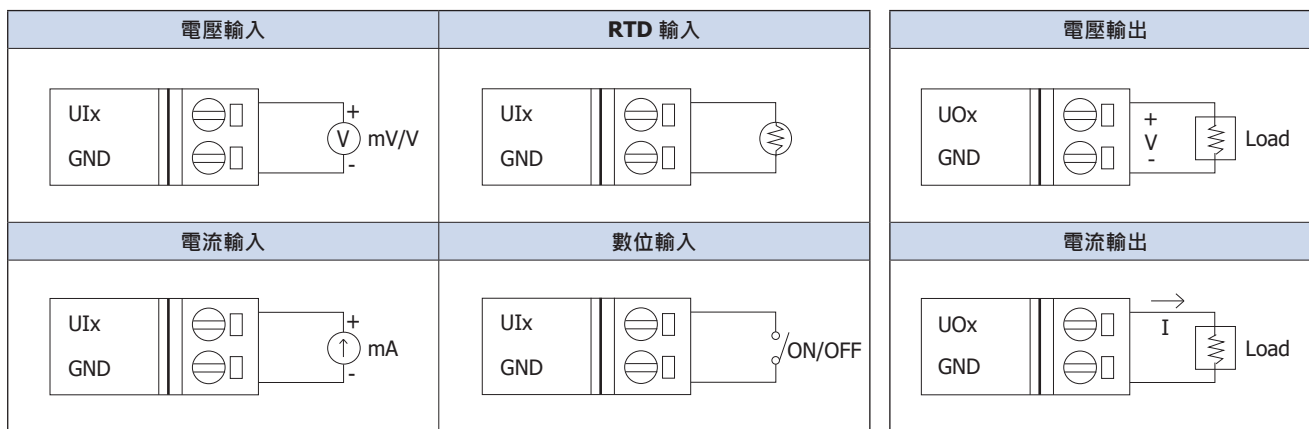 電壓輸入
UIx
GND
+
V
-
mV/V
RTD 輸入
UIx
GND
電壓輸出
UOx
GND
+
V
-
Load
電流輸入
UIx
GND
+
-
mA
數位輸入
UIx
GND
ON/OFF
電流輸出
UOx
GND
I
Load